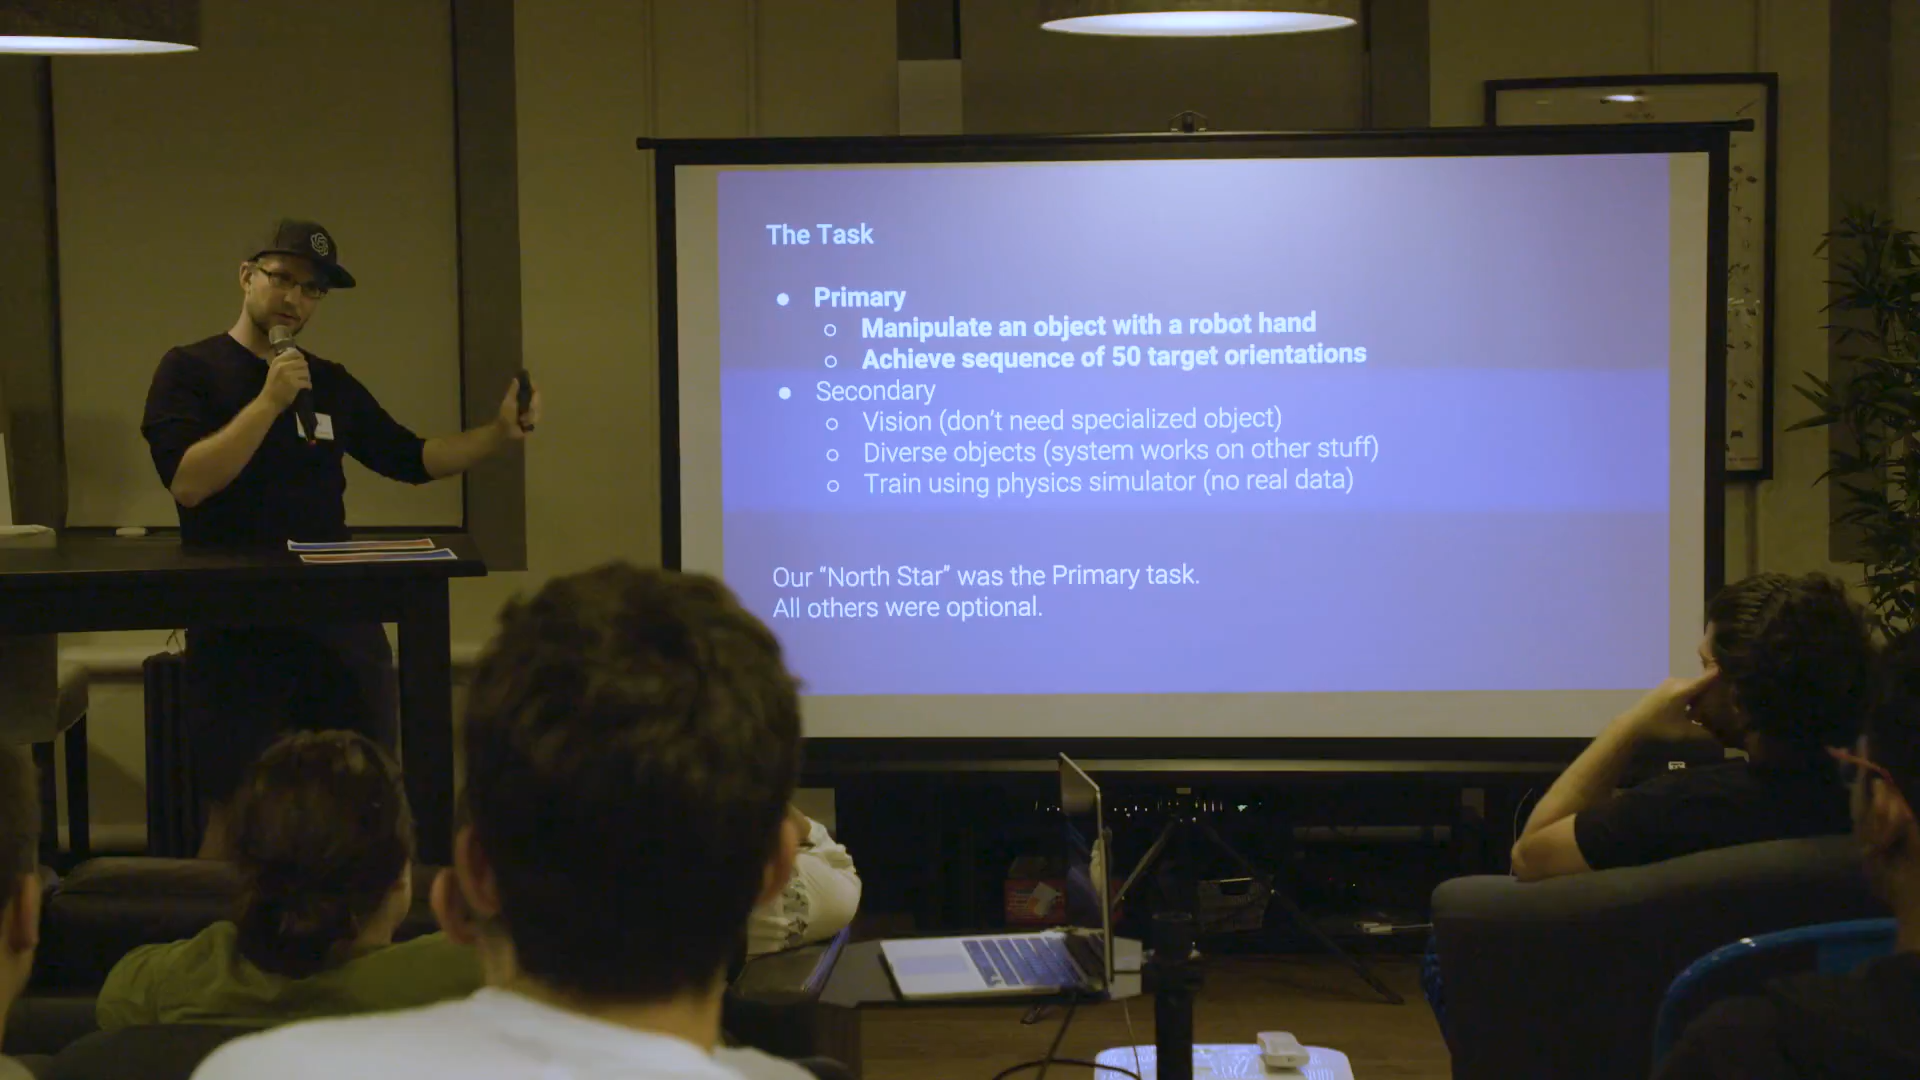 The Task
● Primary
○ Manipulate an object with a robot hand
○ Achieve sequence of 50 target orientations
● Secondary
○ Vision (don't need specialized object)
○ Diverse objects (system works on other stuff)
○ Train using physics simulator (no real data)
Our “North Star” was the Primary task.
All others were optional.